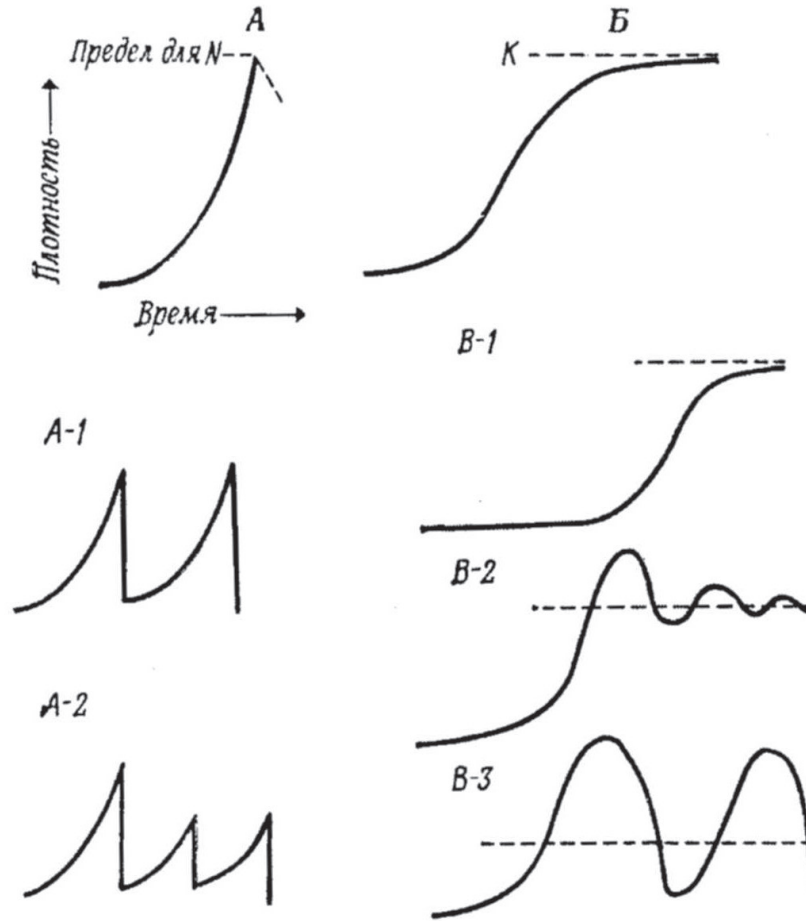 А
Б
Предел для N
К
Плотность
Время
В-1
А-1
В-2
А-2
В-3